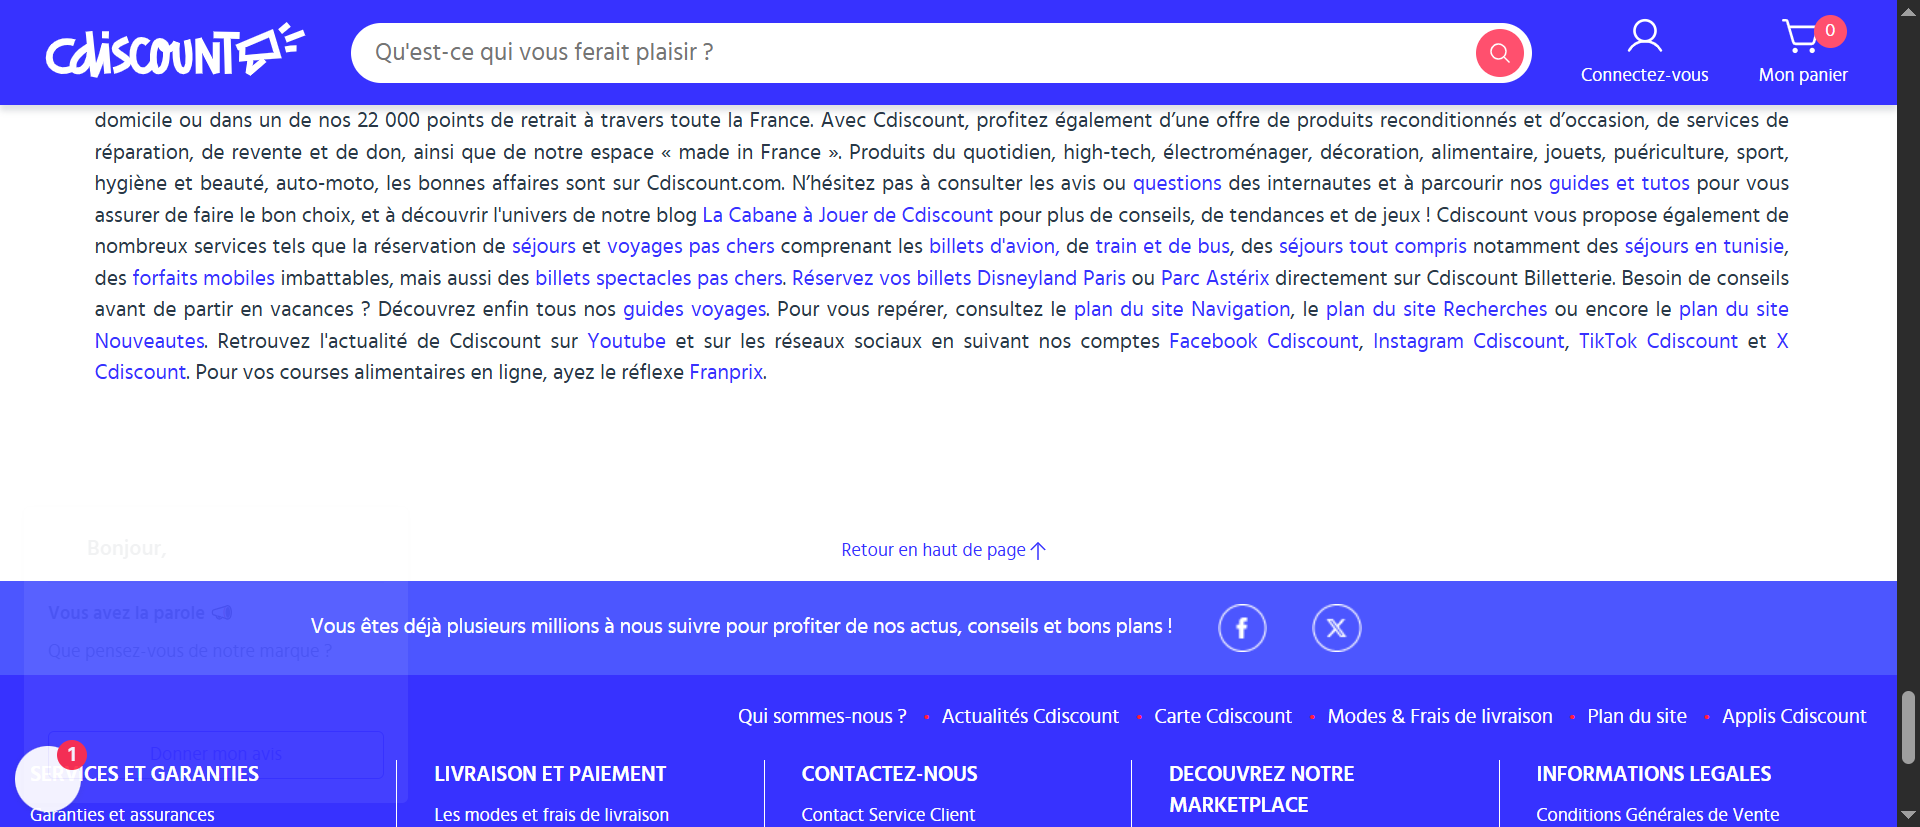 Cdiscount
Qu'est-ce qui vous ferait plaisir ?
Connectez-vous
0
Mon panier
domicile ou dans un de nos 22 000 points de retrait à travers toute la France. Avec Cdiscount, profitez également d’une offre de produits reconditionnés et d’occasion, de services de
réparation, de revente et de don, ainsi que de notre espace « made in France ». Produits du quotidien, high-tech, électroménager, décoration, alimentaire, jouets, puériculture, sport,
hygiène et beauté, auto-moto, les bonnes affaires sont sur Cdiscount.com. N’hésitez pas à consulter les avis ou questions des internautes et à parcourir nos guides et tutos pour vous
assurer de faire le bon choix, et à découvrir l'univers de notre blog La Cabane à Jouer de Cdiscount pour plus de conseils, de tendances et de jeux ! Cdiscount vous propose également de
nombreux services tels que la réservation de séjours et voyages pas chers comprenant les billets d'avion, de train et de bus, des séjours tout compris notamment des séjours en tunisie,
des forfaits mobiles imbattables, mais aussi des billets spectacles pas chers. Réservez vos billets Disneyland Paris ou Parc Astérix directement sur Cdiscount Billetterie. Besoin de conseils
avant de partir en vacances ? Découvrez enfin tous nos guides voyages. Pour vous repérer, consultez le plan du site Navigation, le plan du site Recherches ou encore le plan du site
Nouveautes. Retrouvez l'actualité de Cdiscount sur Youtube et sur les réseaux sociaux en suivant nos comptes Facebook Cdiscount, Instagram Cdiscount, TikTok Cdiscount et X
Cdiscount. Pour vos courses alimentaires en ligne, ayez le réflexe Franprix.
Bonjour,
Retour en haut de page
Vous avez la parole
Que pensez-vous de notre marque ?
Donner mon avis
1
Vous êtes déjà plusieurs millions à nous suivre pour profiter de nos actus, conseils et bons plans !
Qui sommes-nous ? • Actualités Cdiscount • Carte Cdiscount • Modes & Frais de livraison • Plan du site • Applis Cdiscount
SERVICES ET GARANTIES
Garanties et assurances
LIVRAISON ET PAIEMENT
Les modes et frais de livraison
CONTACTEZ-NOUS
Contact Service Client
DECOUVREZ NOTRE
MARKETPLACE
INFORMATIONS LEGALES
Conditions Générales de Vente